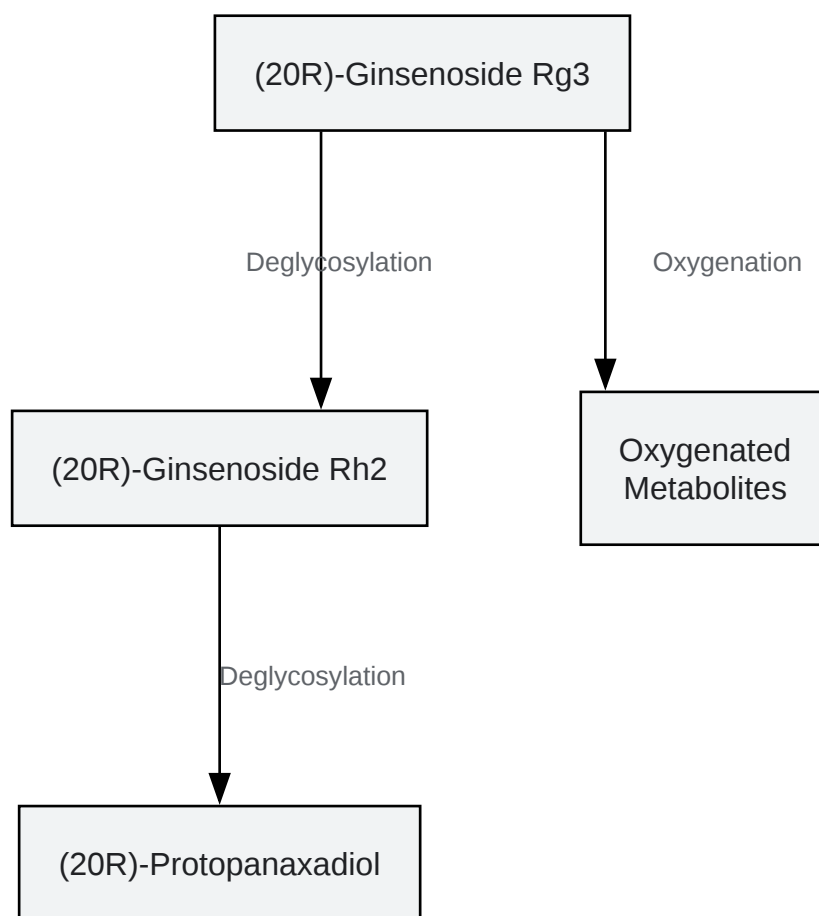 (20R)-Ginsenoside Rg3
Deglycosylation
Oxygenation
(20R)-Ginsenoside Rh2
Oxygenated
Metabolites
Deglycosylation
(20R)-Protopanaxadiol